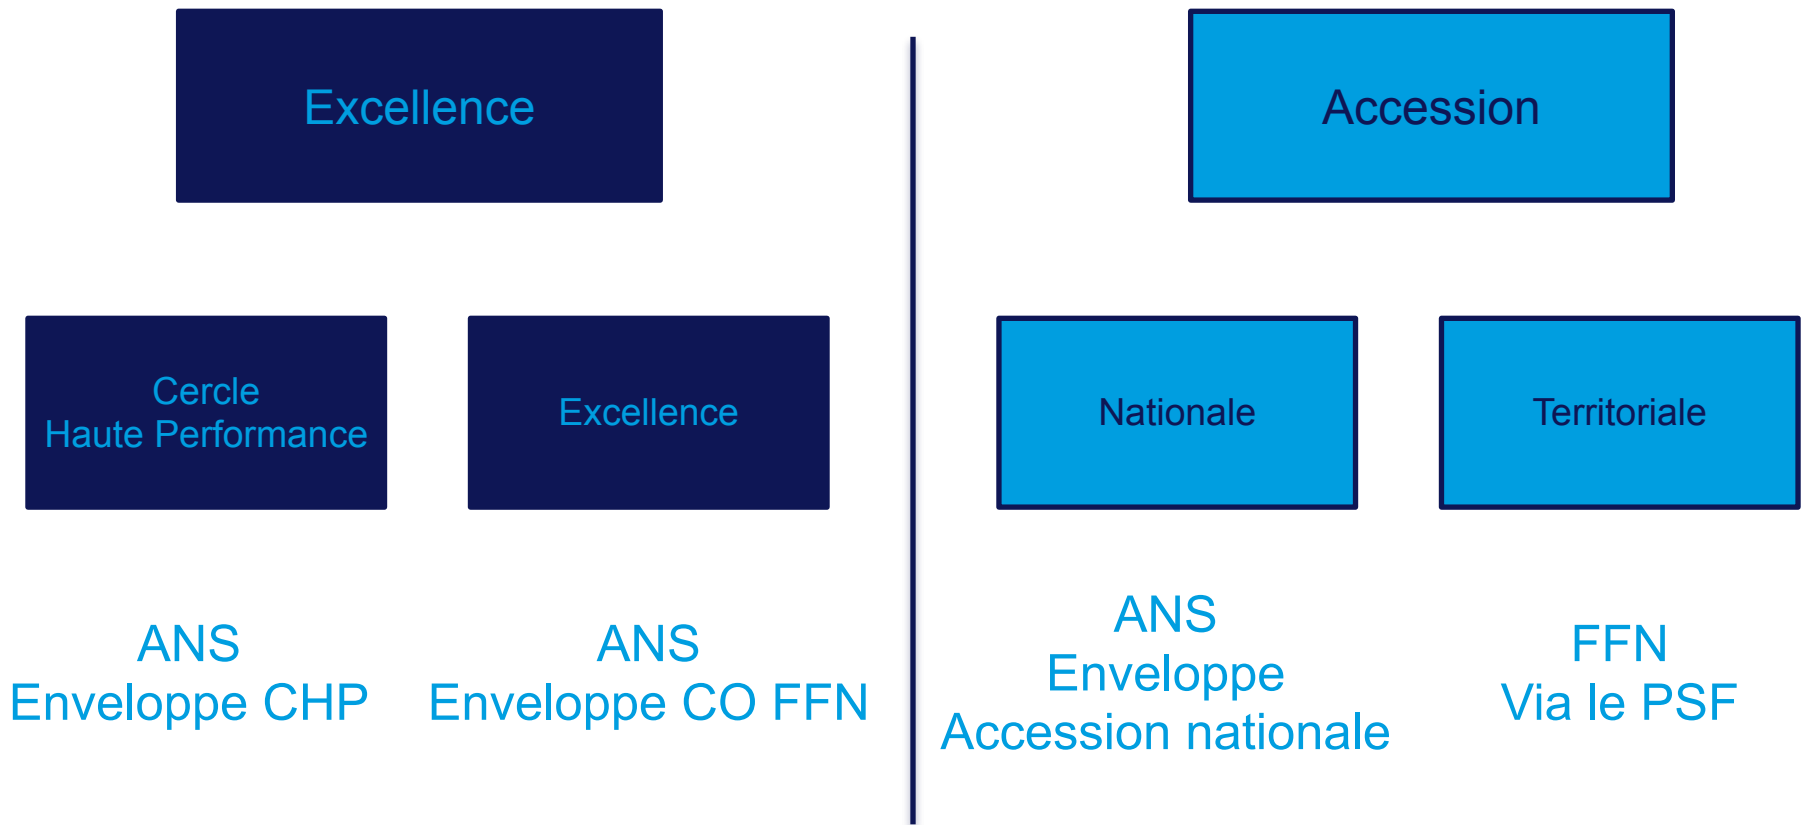 Excellence
Accession
Cercle
Haute Performance
Excellence
Nationale
Territoriale
ANS
Enveloppe CHP
ANS
Enveloppe CO FFN
ANS
Enveloppe
Accession nationale
FFN
Via le PSF